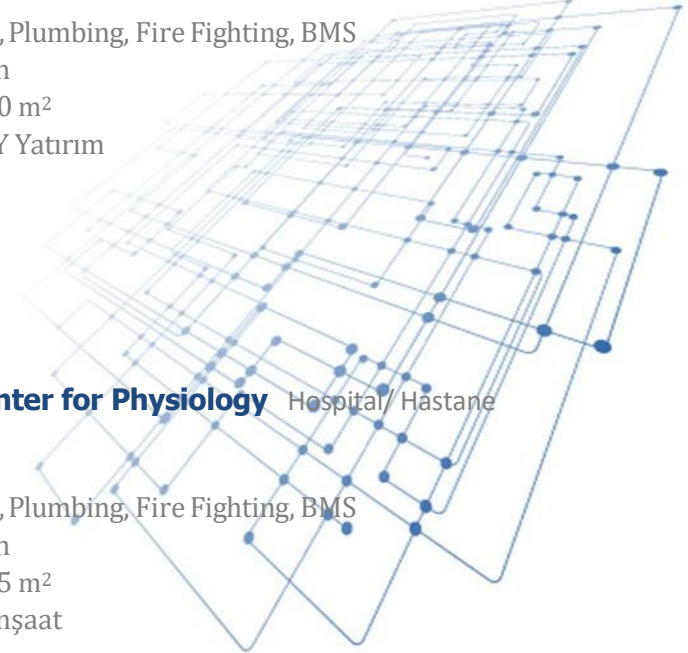 , Plumbing, Fire Fighting, BMS
n
0 m²
Y Yatırım
nter for Physiology Hospital/ Hastane
, Plumbing, Fire Fighting, BMS
n
5 m²
nşaat